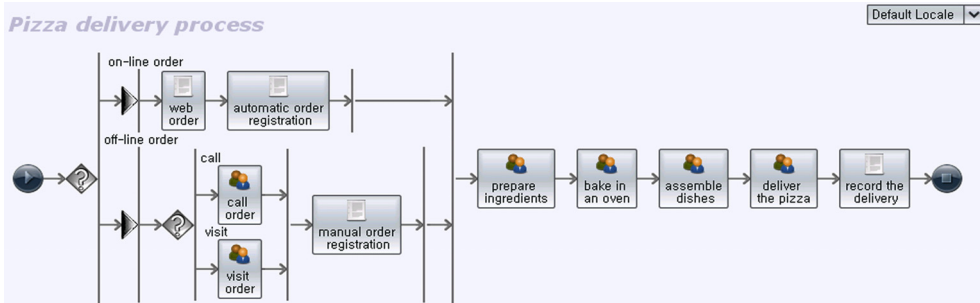 Pizza delivery process
Default Locale
on-line order
web
order
automatic order
registration
off-line order
?
call
call
order
?
visit
visit
order
manual order
registration
prepare
ingredients
bake in
an oven
assemble
dishes
deliver
the pizza
record the
delivery